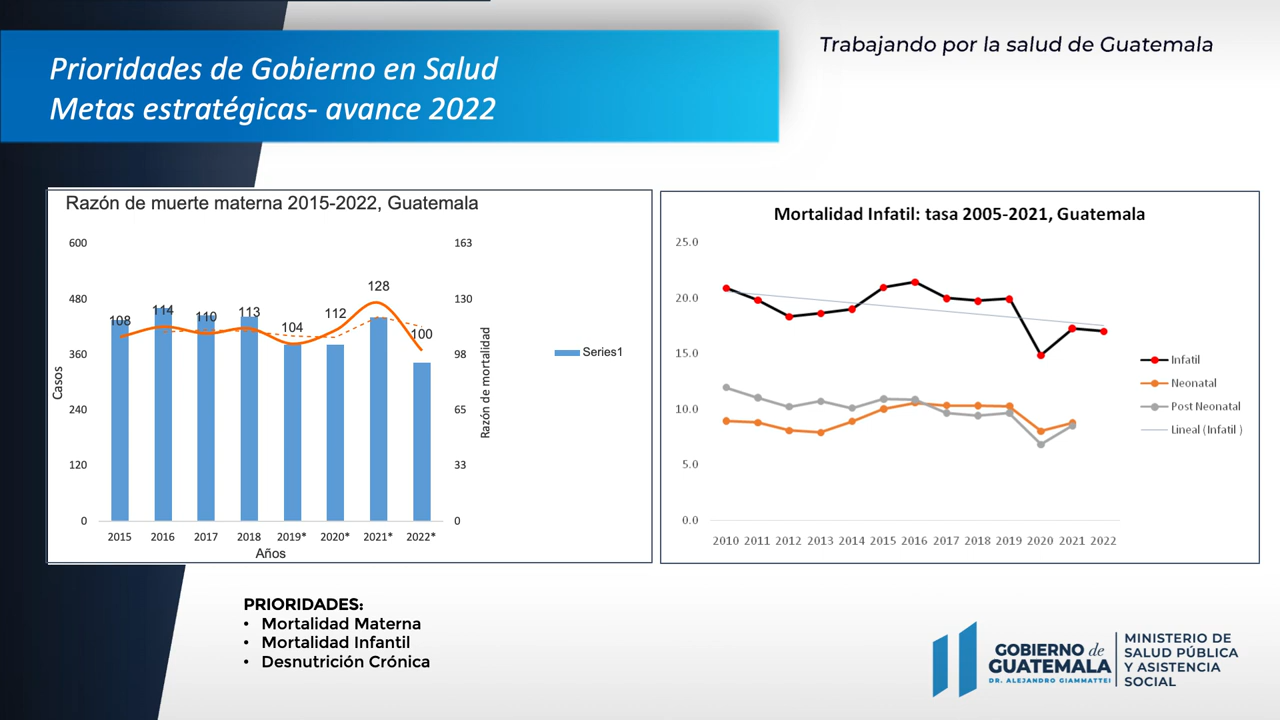 Trabajando por la salud de Guatemala
Prioridades de Gobierno en Salud
Metas estratégicas- avance 2022
Razón de muerte materna 2015-2022, Guatemala
600
480
360
240
120
0
Casos
108
114
110
113
104
112
128
100
163
130
98
65
33
0
Razón de mortalidad
Series1
2015 2016 2017 2018 2019* 2020* 2021* 2022*
Años
Mortalidad Infatil: tasa 2005-2021, Guatemala
25.0
20.0
15.0
10.0
5.0
0.0
2010 2011 2012 2013 2014 2015 2016 2017 2018 2019 2020 2021 2022
Infatil
Neonatal
Post Neonatal
Lineal (Infatil )
PRIORIDADES:
• Mortalidad Materna
• Mortalidad Infantil
• Desnutrición Crónica
GOBIERNO de
GUATEMALA
DR. ALEJANDRO GIAMMATTEI
MINISTERIO DE
SALUD PÚBLICA
Y ASISTENCIA
SOCIAL